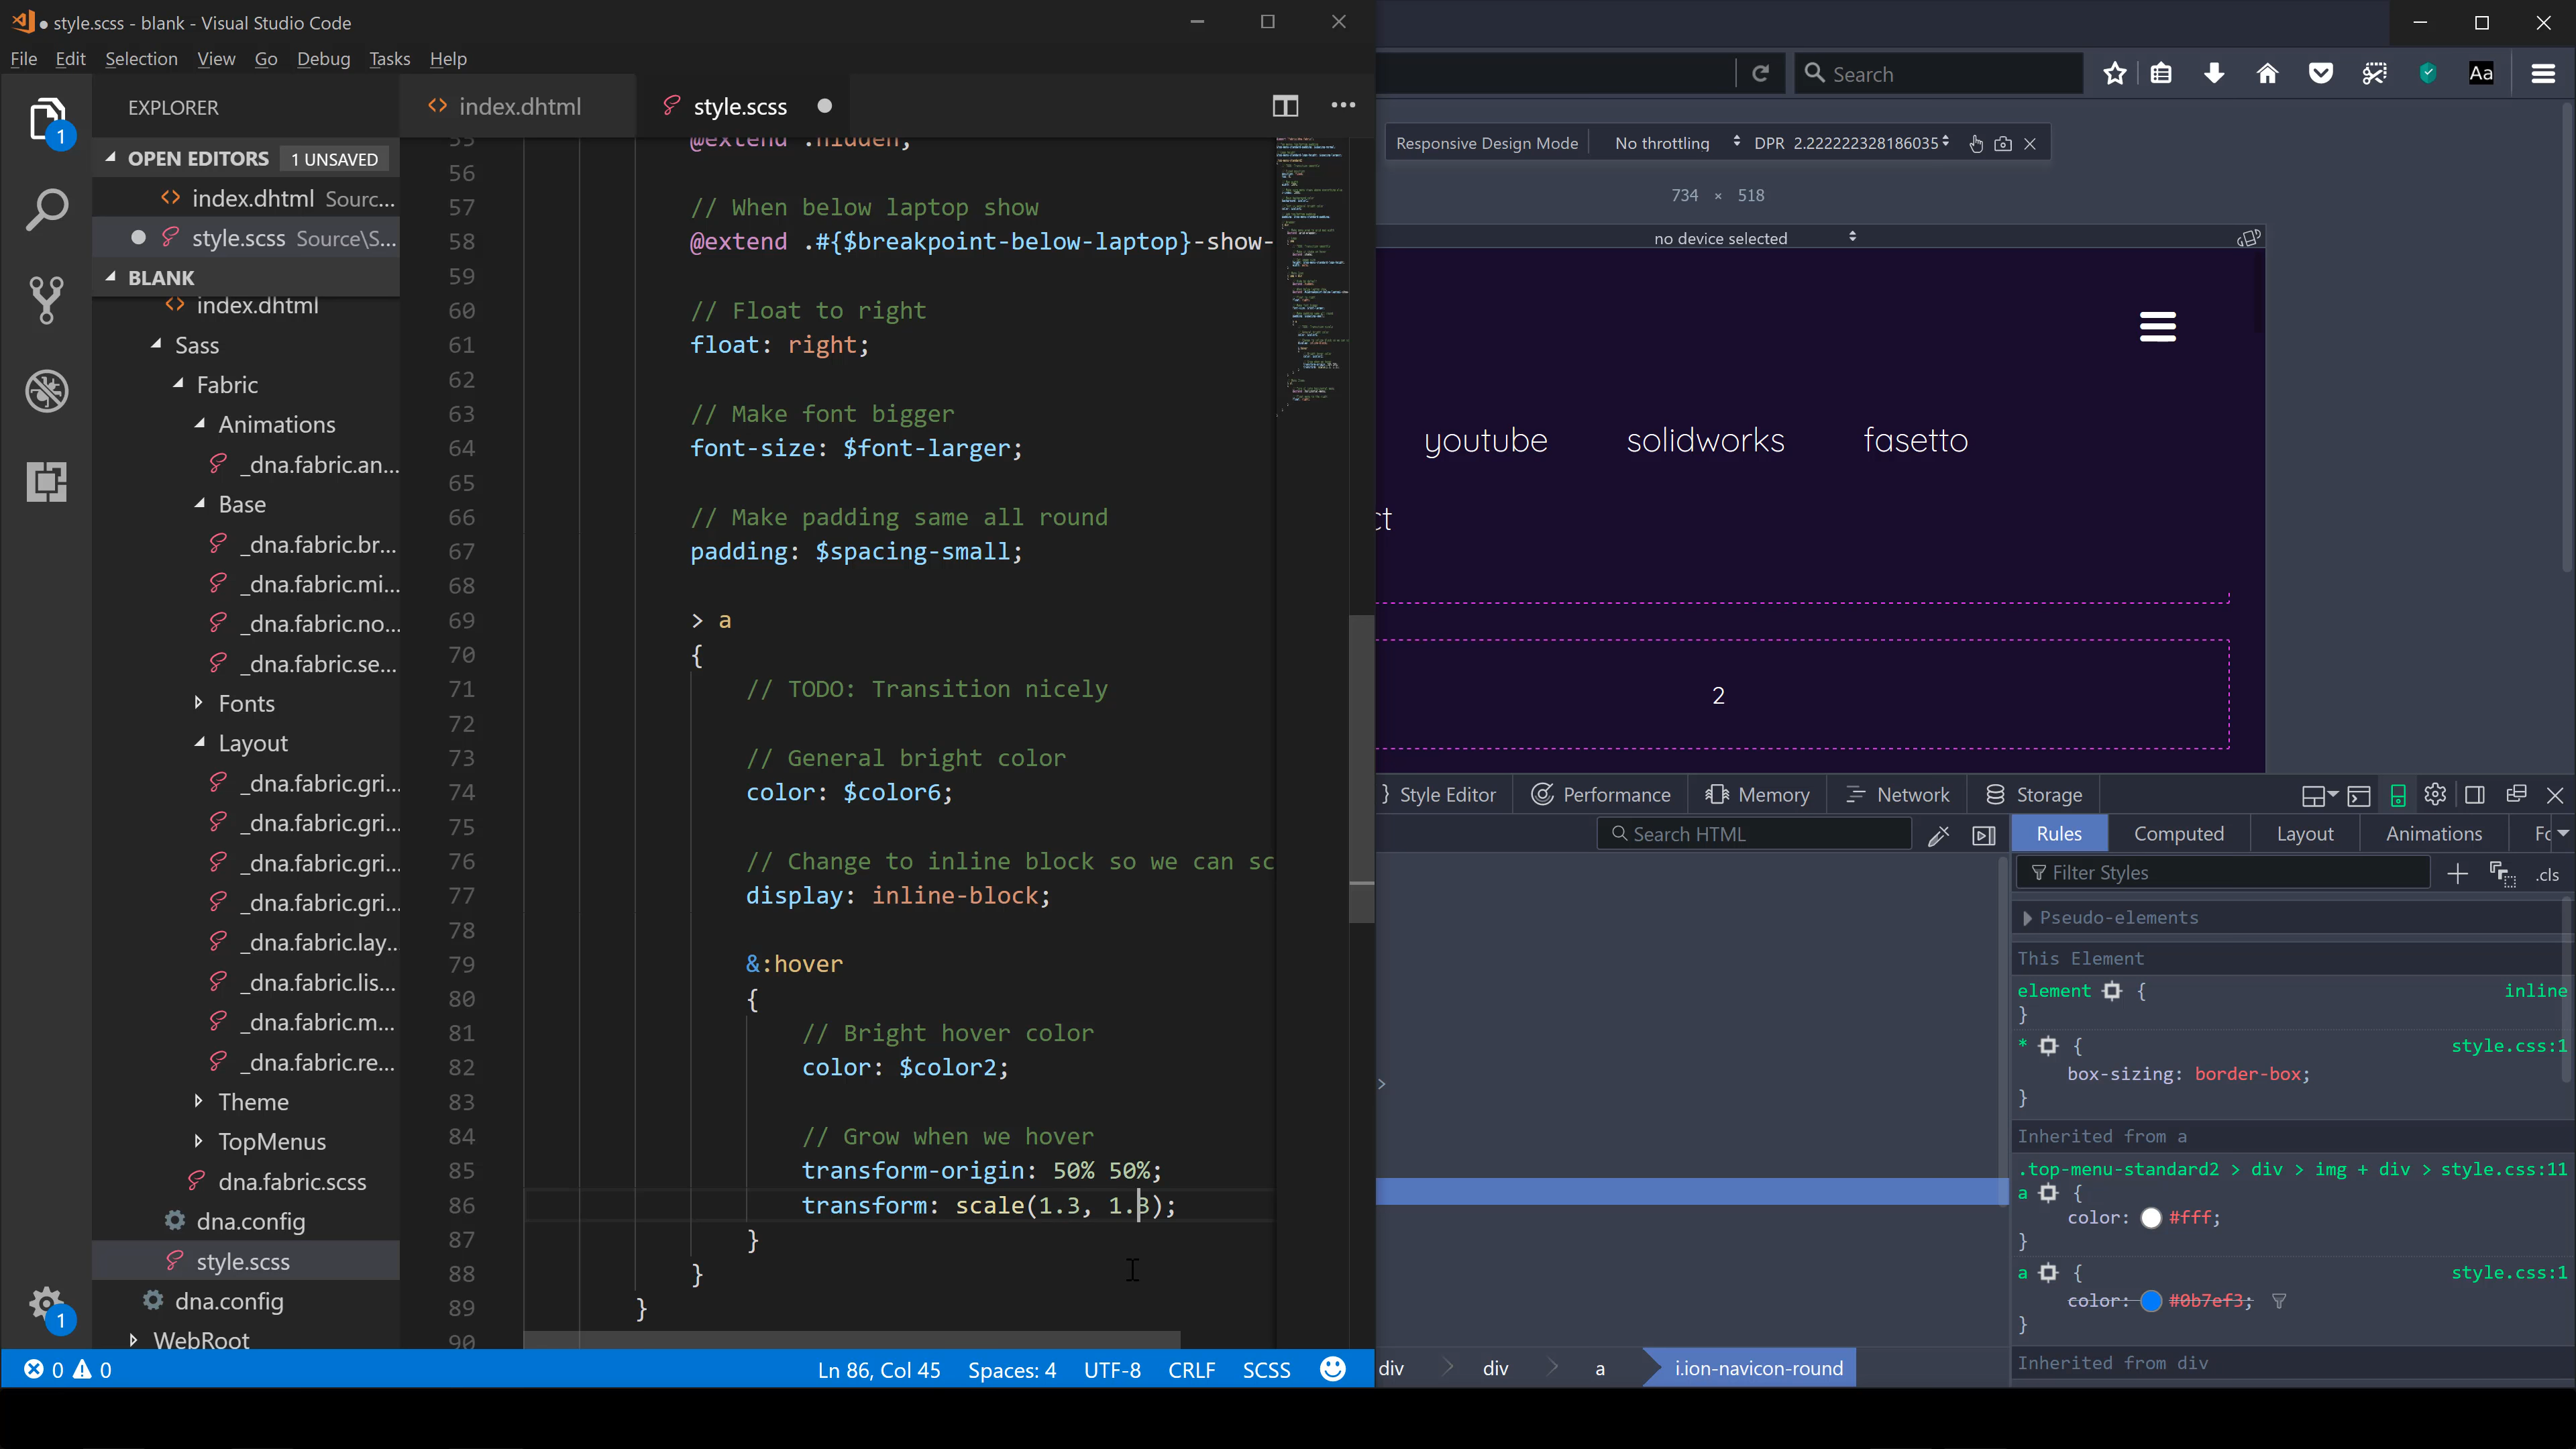 style.scss - blank - Visual Studio Code
File Edit Selection View Go Debug Tasks Help
EXPLORER
OPEN EDITORS 1 UNSAVED
index.dhtml Sourc...
style.scss Source\S...
BLANK
index.dhtml
Sass
Fabric
Animations
_dna.fabric.an...
Base
_dna.fabric.br...
_dna.fabric.mi...
_dna.fabric.no...
_dna.fabric.se...
Fonts
Layout
_dna.fabric.gri...
_dna.fabric.gri...
_dna.fabric.gri...
_dna.fabric.gri...
_dna.fabric.lay...
_dna.fabric.lis...
_dna.fabric.m...
_dna.fabric.re...
Theme
TopMenus
dna.fabric.scss
dna.config
style.scss
dna.config
WebRoot
1
1
index.dhtml style.scss
55 @extend .hidden;
56
57 // When below laptop show
58 @extend .#{$breakpoint-below-laptop}-show-
59
60 // Float to right
61 float: right;
62
63 // Make font bigger
64 font-size: $font-larger;
65
66 // Make padding same all round
67 padding: $spacing-small;
68
69 > a
70 {
71 // TODO: Transition nicely
72
73 // General bright color
74 color: $color6;
75
76 // Change to inline block so we can sc
77 display: inline-block;
78
79 &:hover
80 {
81 // Bright hover color
82 color: $color2;
83
84 // Grow when we hover
85 transform-origin: 50% 50%;
86 transform: scale(1.3, 1.3);
87 }
88 }
89 }
90
0 0 Ln 86, Col 45 Spaces: 4 UTF-8 CRLF SCSS
Search
Aa
Responsive Design Mode No throttling DPR 2.222222328186035
734 × 518
no device selected
youtube solidworks fasetto
ct
2
} Style Editor Performance Memory Network Storage
Search HTML
Rules Computed Layout Animations Fo
Filter Styles + .cls
Pseudo-elements
This Element
element { inline
}
* { style.css:1
box-sizing: border-box;
}
Inherited from a
.top-menu-standard2 > div > img + div > style.css:11
a {
color: #fff;
}
a { style.css:1
color: #0b7ef3;
}
Inherited from div
div div a i.ion-navicon-round